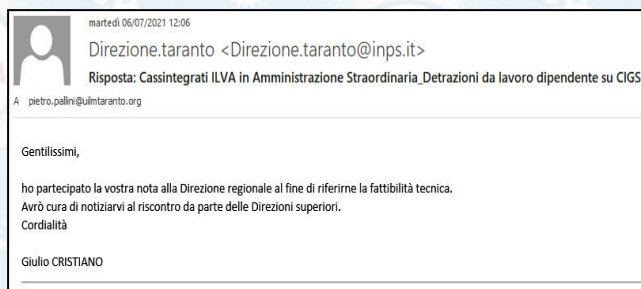 martedì 06/07/2021 12:06
Direzione.taranto <Direzione.taranto@inps.it>
Risposta: Cassintegrati ILVA in Amministrazione Straordinaria_Detrazioni da lavoro dipendente su CIGS
A pietro.pallini@uilmtaranto.org
Gentilissimi,
ho partecipato la vostra nota alla Direzione regionale al fine di riferirne la fattibilità tecnica.
Avrò cura di notiziarvi al riscontro da parte delle Direzioni superiori.
Cordialità
Giulio CRISTIANO